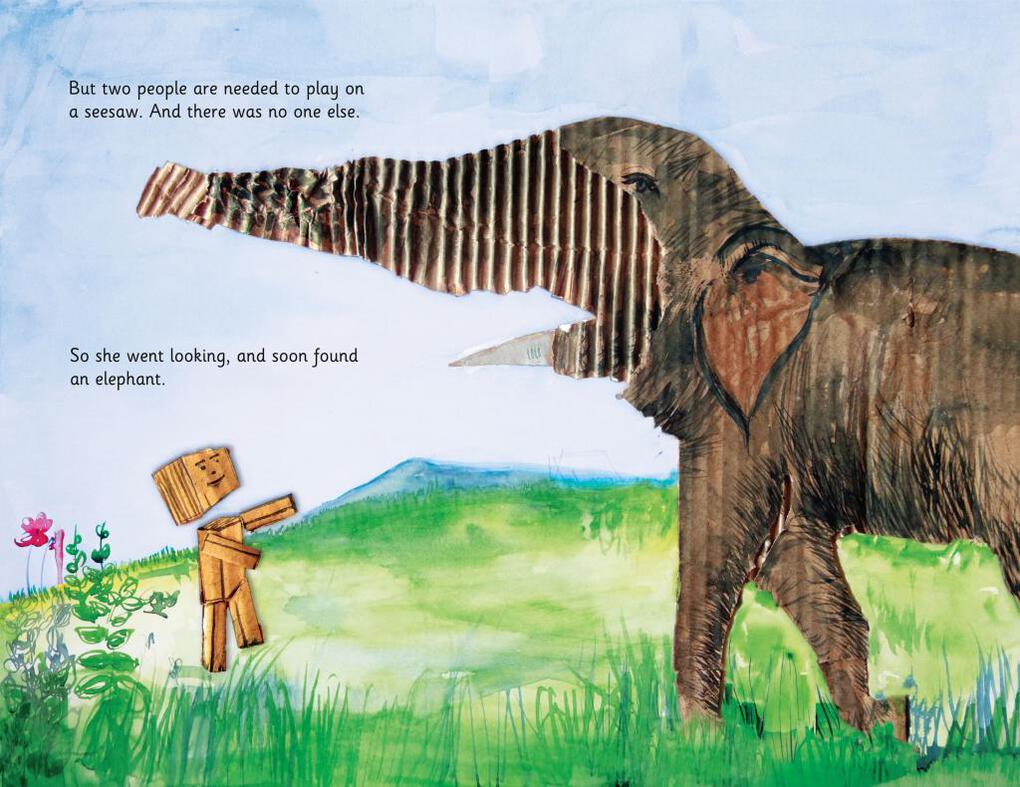 But two people are needed to play on
a seesaw. And there was no one else.
So she went looking, and soon found
an elephant.